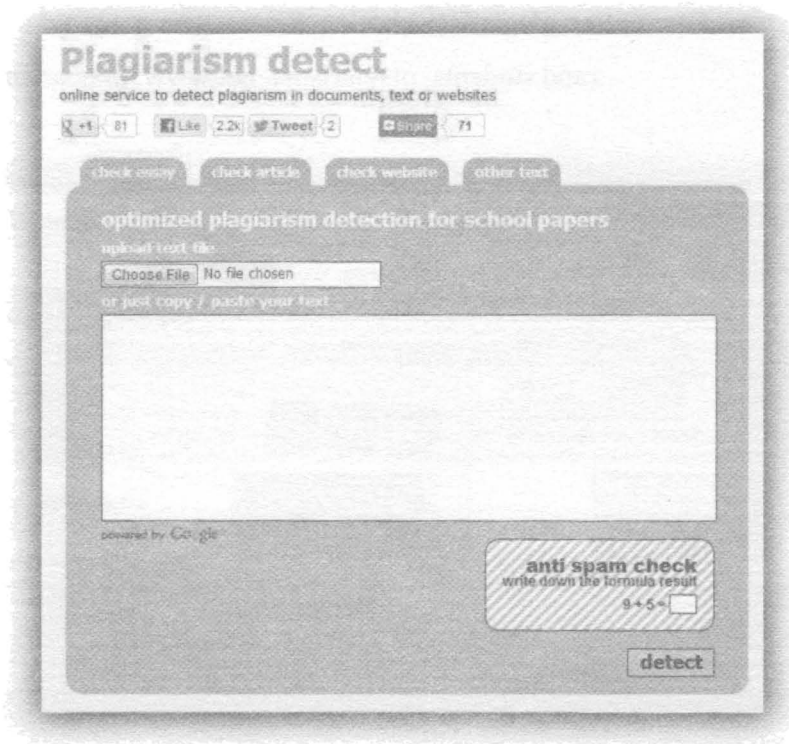 Plagiarism detect
online service to detect plagiarism in documents, text or websites
+1 81 Like 2.2k Tweet 2 Share 71
check essay check article check website other text
optimized plagiarism detection for school papers
upload text file
Choose File No file chosen
or just copy / paste your text
powered by Google
anti spam check
write down the formula result
9 + 5 =
detect